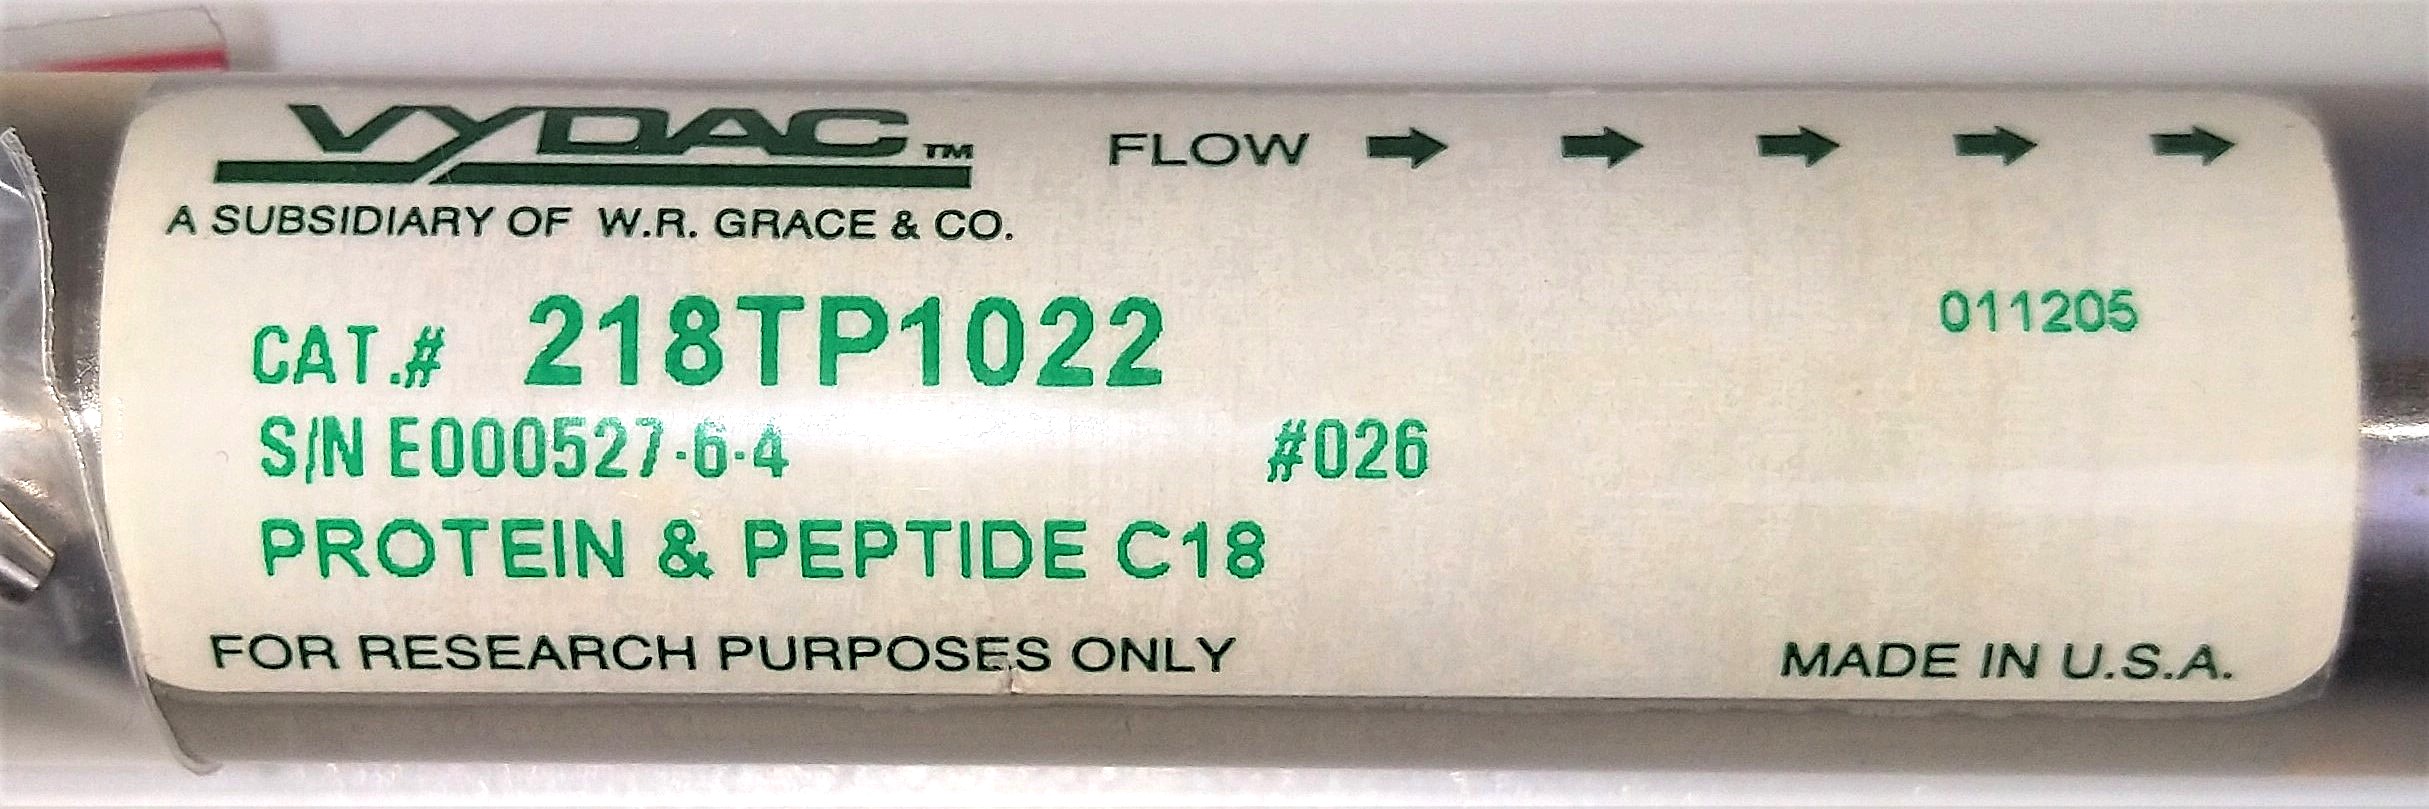 VYDAC™
FLOW
A SUBSIDIARY OF W.R. GRACE & CO.
011205
CAT.# 218TP1022
S/N E000527-6-4 #026
PROTEIN & PEPTIDE C18
FOR RESEARCH PURPOSES ONLY
MADE IN U.S.A.